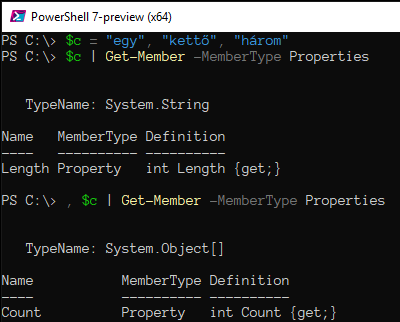 PowerShell 7-preview (x64)
PS C:\> $c = "egy", "kettő", "három"
PS C:\> $c | Get-Member -MemberType Properties
TypeName: System.String
Name MemberType Definition
---- ---------- ----------
Length Property int Length {get;}
PS C:\> , $c | Get-Member -MemberType Properties
TypeName: System.Object[]
Name MemberType Definition
---- ---------- ----------
Count Property int Count {get;}